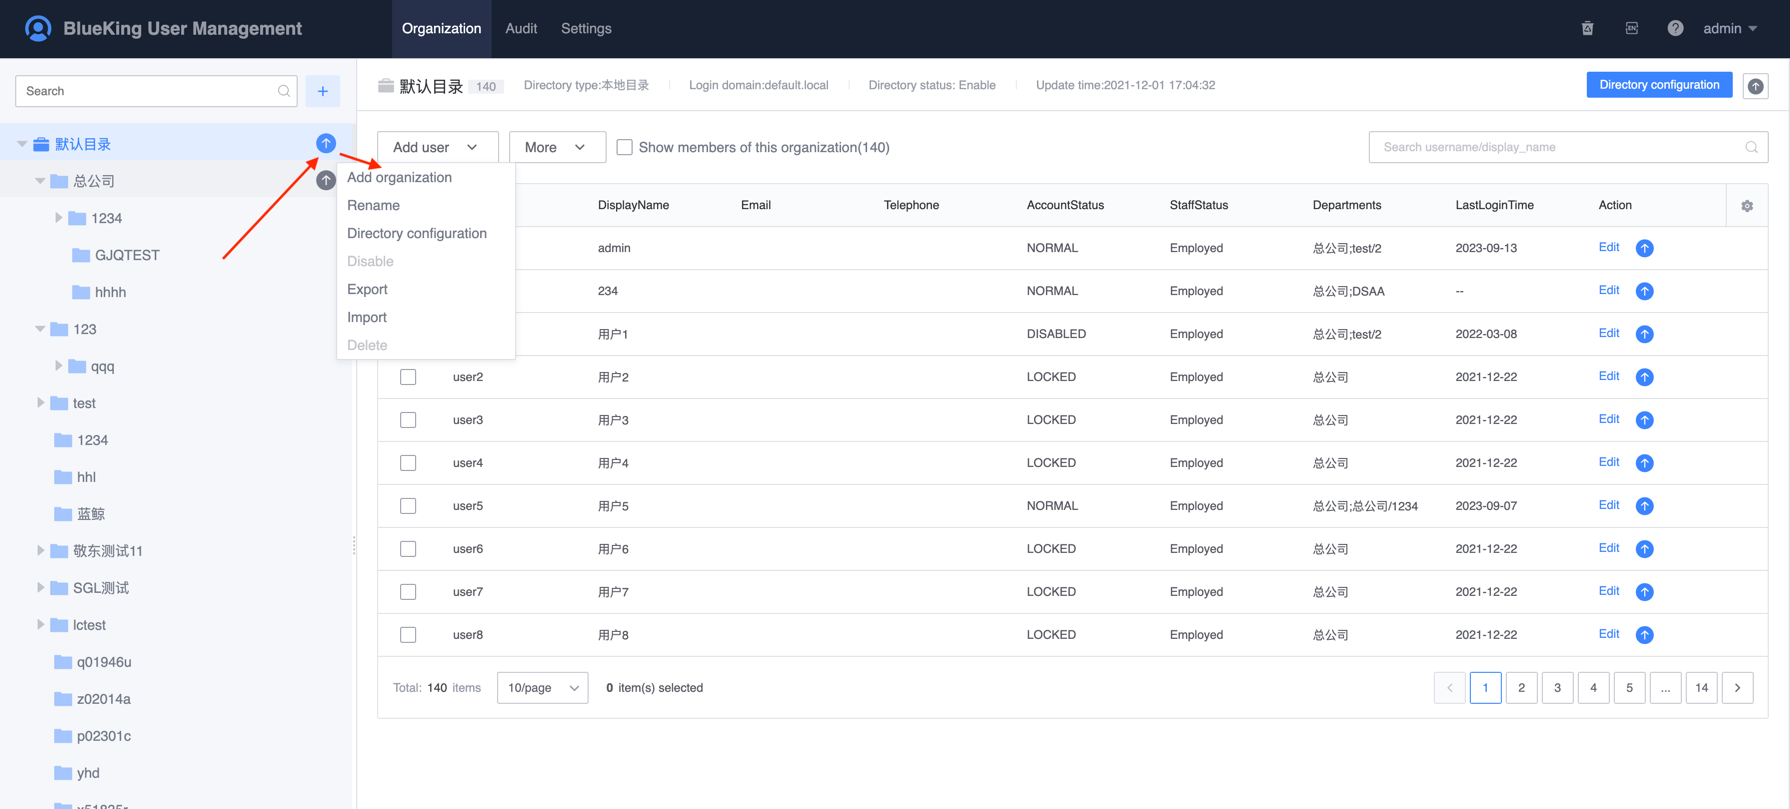 BlueKing User Management
Organization
Audit
Settings
EN
?
admin
Search
+
默认目录
总公司
1234
GJQTEST
hhhh
123
qqq
test
1234
hhl
蓝鲸
敬东测试11
SGL测试
lctest
q01946u
z02014a
p02301c
yhd
默认目录 140 Directory type:本地目录 Login domain:default.local Directory status: Enable Update time:2021-12-01 17:04:32
Directory configuration
Add user
More
Show members of this organization(140)
Search username/display_name
Add organization
Rename
Directory configuration
Disable
Export
Import
Delete
DisplayName Email Telephone AccountStatus StaffStatus Departments LastLoginTime Action
admin NORMAL Employed 总公司;test/2 2023-09-13 Edit
234 NORMAL Employed 总公司;DSAA -- Edit
用户1 DISABLED Employed 总公司;test/2 2022-03-08 Edit
user2 用户2 LOCKED Employed 总公司 2021-12-22 Edit
user3 用户3 LOCKED Employed 总公司 2021-12-22 Edit
user4 用户4 LOCKED Employed 总公司 2021-12-22 Edit
user5 用户5 NORMAL Employed 总公司;总公司/1234 2023-09-07 Edit
user6 用户6 LOCKED Employed 总公司 2021-12-22 Edit
user7 用户7 LOCKED Employed 总公司 2021-12-22 Edit
user8 用户8 LOCKED Employed 总公司 2021-12-22 Edit
Total: 140 items 10/page 0 item(s) selected
1 2 3 4 5 ... 14